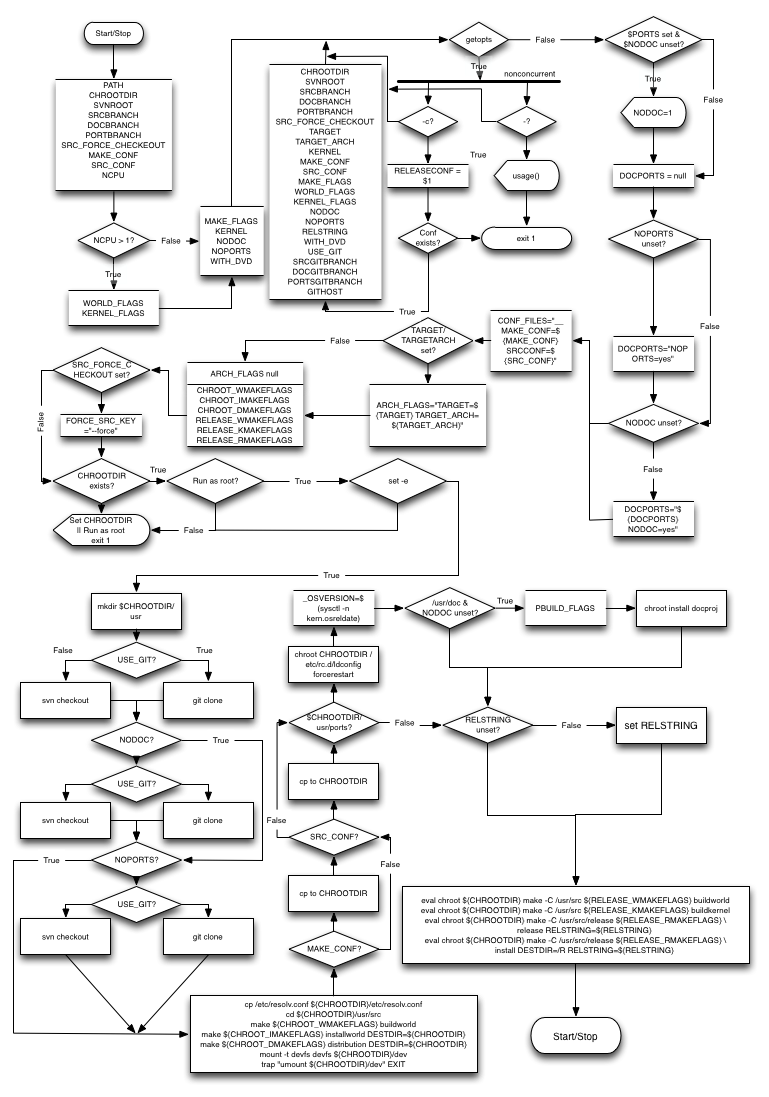 Start/Stop
PATH
CHROOTDIR
SVNROOT
SRCBRANCH
DOCBRANCH
PORTBRANCH
SRC_FORCE_CHECKEOUT
MAKE_CONF
SRC_CONF
NCPU
NCPU > 1?
False
True
WORLD_FLAGS
KERNEL_FLAGS
MAKE_FLAGS
KERNEL
NODOC
NOPORTS
WITH_DVD
CHROOTDIR
SVNROOT
SRCBRANCH
DOCBRANCH
PORTBRANCH
SRC_FORCE_CHECKOUT
TARGET
TARGET_ARCH
KERNEL
MAKE_CONF
SRC_CONF
MAKE_FLAGS
WORLD_FLAGS
KERNEL_FLAGS
NODOC
NOPORTS
RELSTRING
WITH_DVD
USE_GIT
SRCGITBRANCH
DOCGITBRANCH
PORTSGITBRANCH
GITHOST
getopts
False
True
nonconcurrent
-c?
-?
True
RELEASECONF =
$1
usage()
Conf
exists?
exit 1
True
$PORTS set &
$NODOC unset?
True
False
NODOC=1
DOCPORTS = null
NOPORTS
unset?
False
DOCPORTS="NOP
ORTS=yes"
NODOC unset?
False
DOCPORTS="$
{DOCPORTS}
NODOC=yes"
CONF_FILES="__
MAKE_CONF=$
{MAKE_CONF}
SRCCONF=$
{SRC_CONF}"
TARGET/
TARGETARCH
set?
False
ARCH_FLAGS="TARGET=$
{TARGET} TARGET_ARCH=
${TARGET_ARCH}"
ARCH_FLAGS null
CHROOT_WMAKEFLAGS
CHROOT_IMAKEFLAGS
CHROOT_DMAKEFLAGS
RELEASE_WMAKEFLAGS
RELEASE_KMAKEFLAGS
RELEASE_RMAKEFLAGS
SRC_FORCE_C
HECKOUT set?
False
FORCE_SRC_KEY
="--force"
CHROOTDIR
exists?
True
Run as root?
True
set -e
Set CHROOTDIR
|| Run as root
exit 1
False
True
mkdir $CHROOTDIR/
usr
USE_GIT?
False
True
svn checkout
git clone
NODOC?
True
USE_GIT?
svn checkout
git clone
NOPORTS?
True
USE_GIT?
svn checkout
git clone
cp /etc/resolv.conf ${CHROOTDIR}/etc/resolv.conf
cd ${CHROOTDIR}/usr/src
make ${CHROOT_WMAKEFLAGS} buildworld
make ${CHROOT_IMAKEFLAGS} installworld DESTDIR=${CHROOTDIR}
make ${CHROOT_DMAKEFLAGS} distribution DESTDIR=${CHROOTDIR}
mount -t devfs devfs ${CHROOTDIR}/dev
trap "umount ${CHROOTDIR}/dev" EXIT
MAKE_CONF?
False
cp to CHROOTDIR
SRC_CONF?
False
cp to CHROOTDIR
$CHROOTDIR/
usr/ports?
False
chroot CHROOTDIR /
etc/rc.d/ldconfig
forcerestart
_OSVERSION=$
(sysctl -n
kern.osreldate)
/usr/doc &
NODOC unset?
True
PBUILD_FLAGS
chroot install docproj
RELSTRING
unset?
False
set RELSTRING
eval chroot ${CHROOTDIR} make -C /usr/src ${RELEASE_WMAKEFLAGS} buildworld
eval chroot ${CHROOTDIR} make -C /usr/src ${RELEASE_KMAKEFLAGS} buildkernel
eval chroot ${CHROOTDIR} make -C /usr/src/release ${RELEASE_RMAKEFLAGS} \
release RELSTRING=${RELSTRING}
eval chroot ${CHROOTDIR} make -C /usr/src/release ${RELEASE_RMAKEFLAGS} \
install DESTDIR=/R RELSTRING=${RELSTRING}
Start/Stop